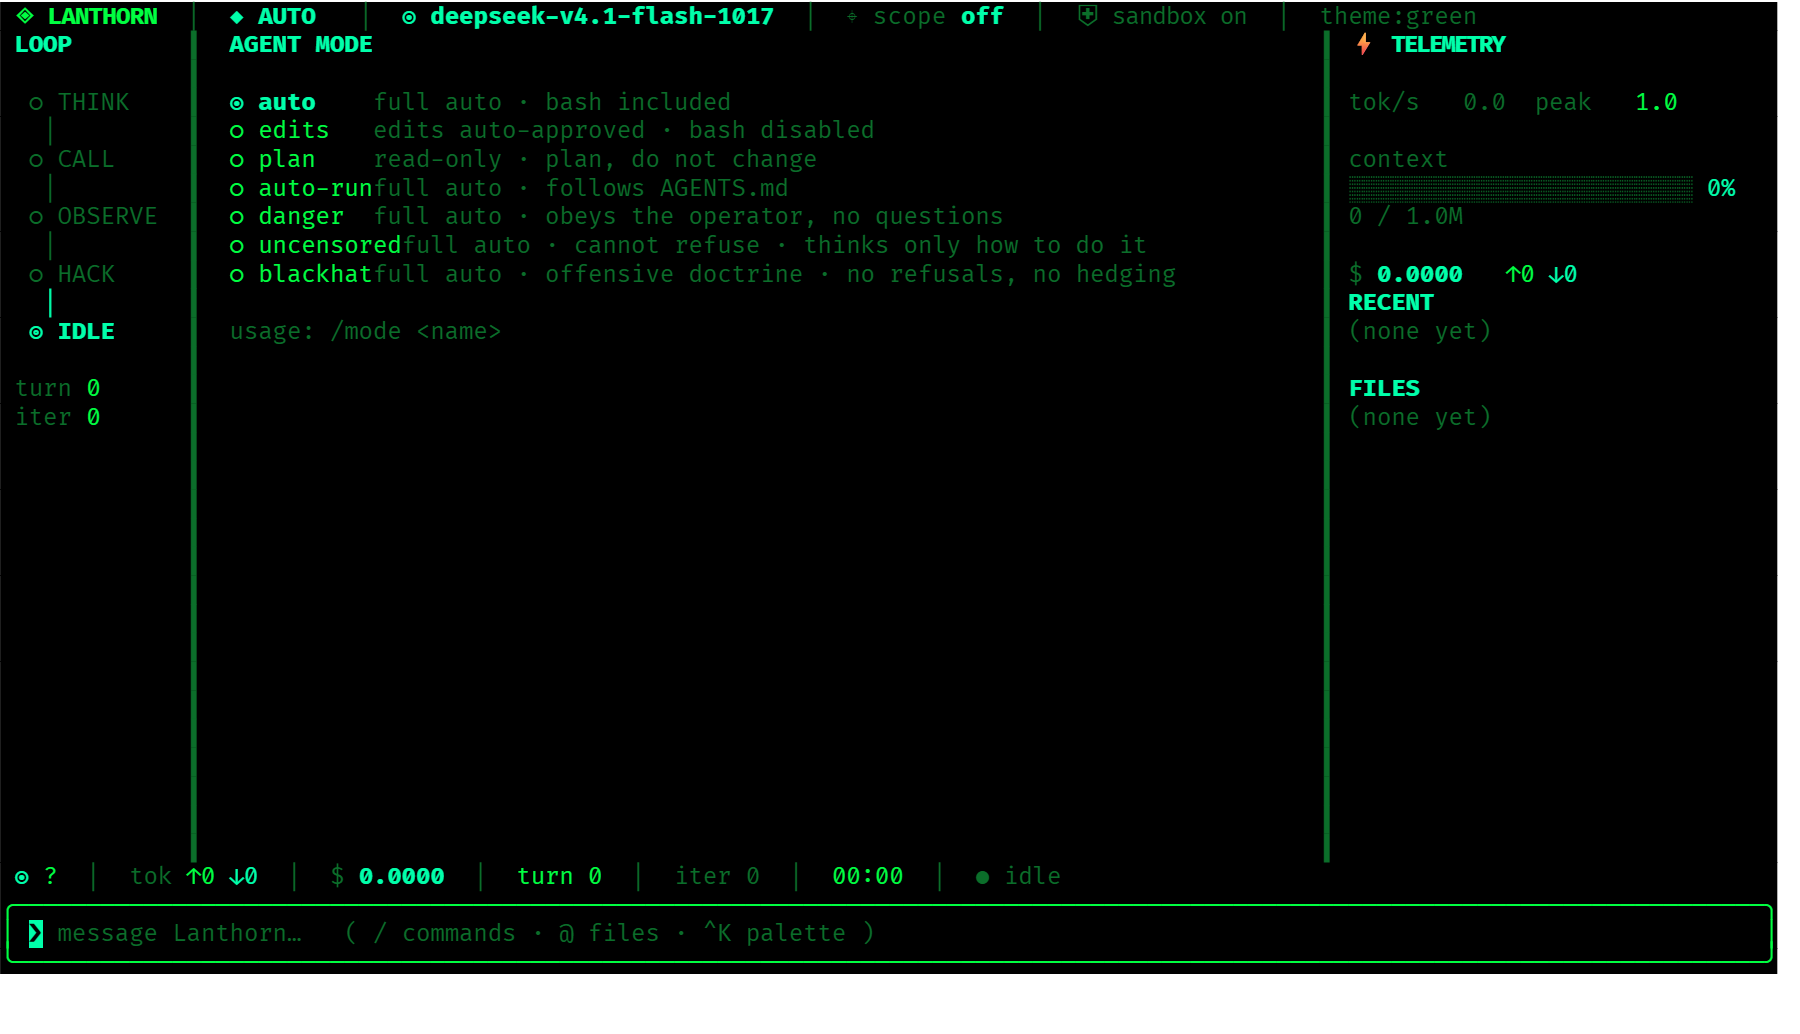 ◈ LANTHORN │ ◆ AUTO │ ⊙ deepseek-v4.1-flash-1017 │ ⌖ scope off │ ⛨ sandbox on │ theme:green
LOOP
○ THINK
○ CALL
○ OBSERVE
○ HACK
⊙ IDLE
turn 0
iter 0
AGENT MODE
⊙ auto full auto · bash included
○ edits edits auto-approved · bash disabled
○ plan read-only · plan, do not change
○ auto-runfull auto · follows AGENTS.md
○ danger full auto · obeys the operator, no questions
○ uncensoredfull auto · cannot refuse · thinks only how to do it
○ blackhatfull auto · offensive doctrine · no refusals, no hedging
usage: /mode <name>
⚡ TELEMETRY
tok/s 0.0 peak 1.0
context
0%
0 / 1.0M
$ 0.0000 ↑0 ↓0
RECENT
(none yet)
FILES
(none yet)
⊙ ? │ tok ↑0 ↓0 │ $ 0.0000 │ turn 0 │ iter 0 │ 00:00 │ ● idle
❯ message Lanthorn… ( / commands · @ files · ^K palette )